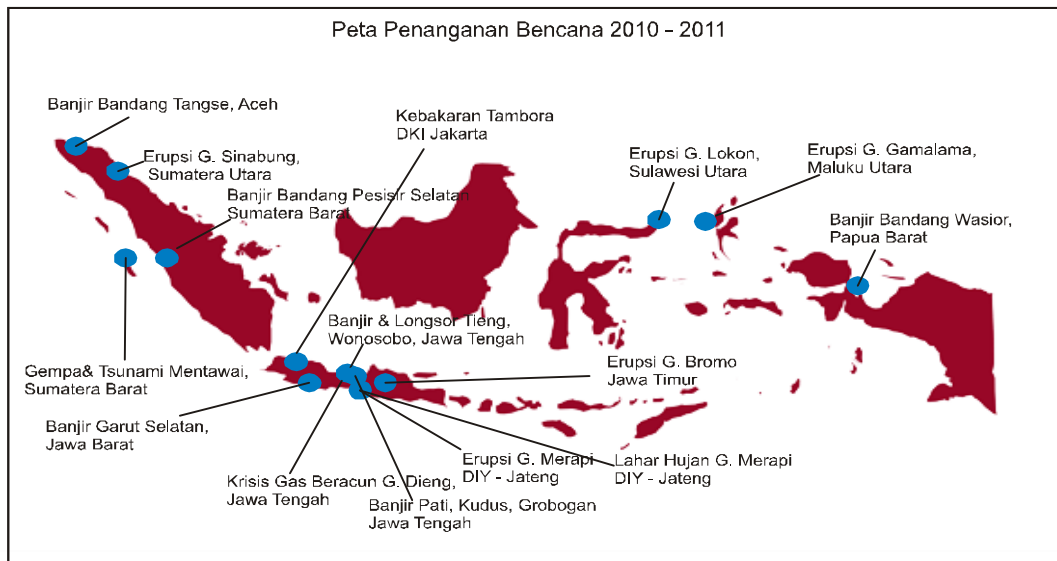 Peta Penanganan Bencana 2010 - 2011
Banjir Bandang Tangse, Aceh
Kebakaran Tambora
DKI Jakarta
Erupsi G. Sinabung,
Sumatera Utara
Erupsi G. Lokon,
Sulawesi Utara
Erupsi G. Gamalama,
Maluku Utara
Banjir Bandang Pesisir Selatan
Sumatera Barat
Banjir Bandang Wasior,
Papua Barat
Banjir & Longsor Tieng,
Wonosobo, Jawa Tengah
Gempa& Tsunami Mentawai,
Sumatera Barat
Erupsi G. Bromo
Jawa Timur
Banjir Garut Selatan,
Jawa Barat
Krisis Gas Beracun G. Dieng,
Jawa Tengah
Erupsi G. Merapi
DIY - Jateng
Lahar Hujan G. Merapi
DIY - Jateng
Banjir Pati, Kudus, Grobogan
Jawa Tengah